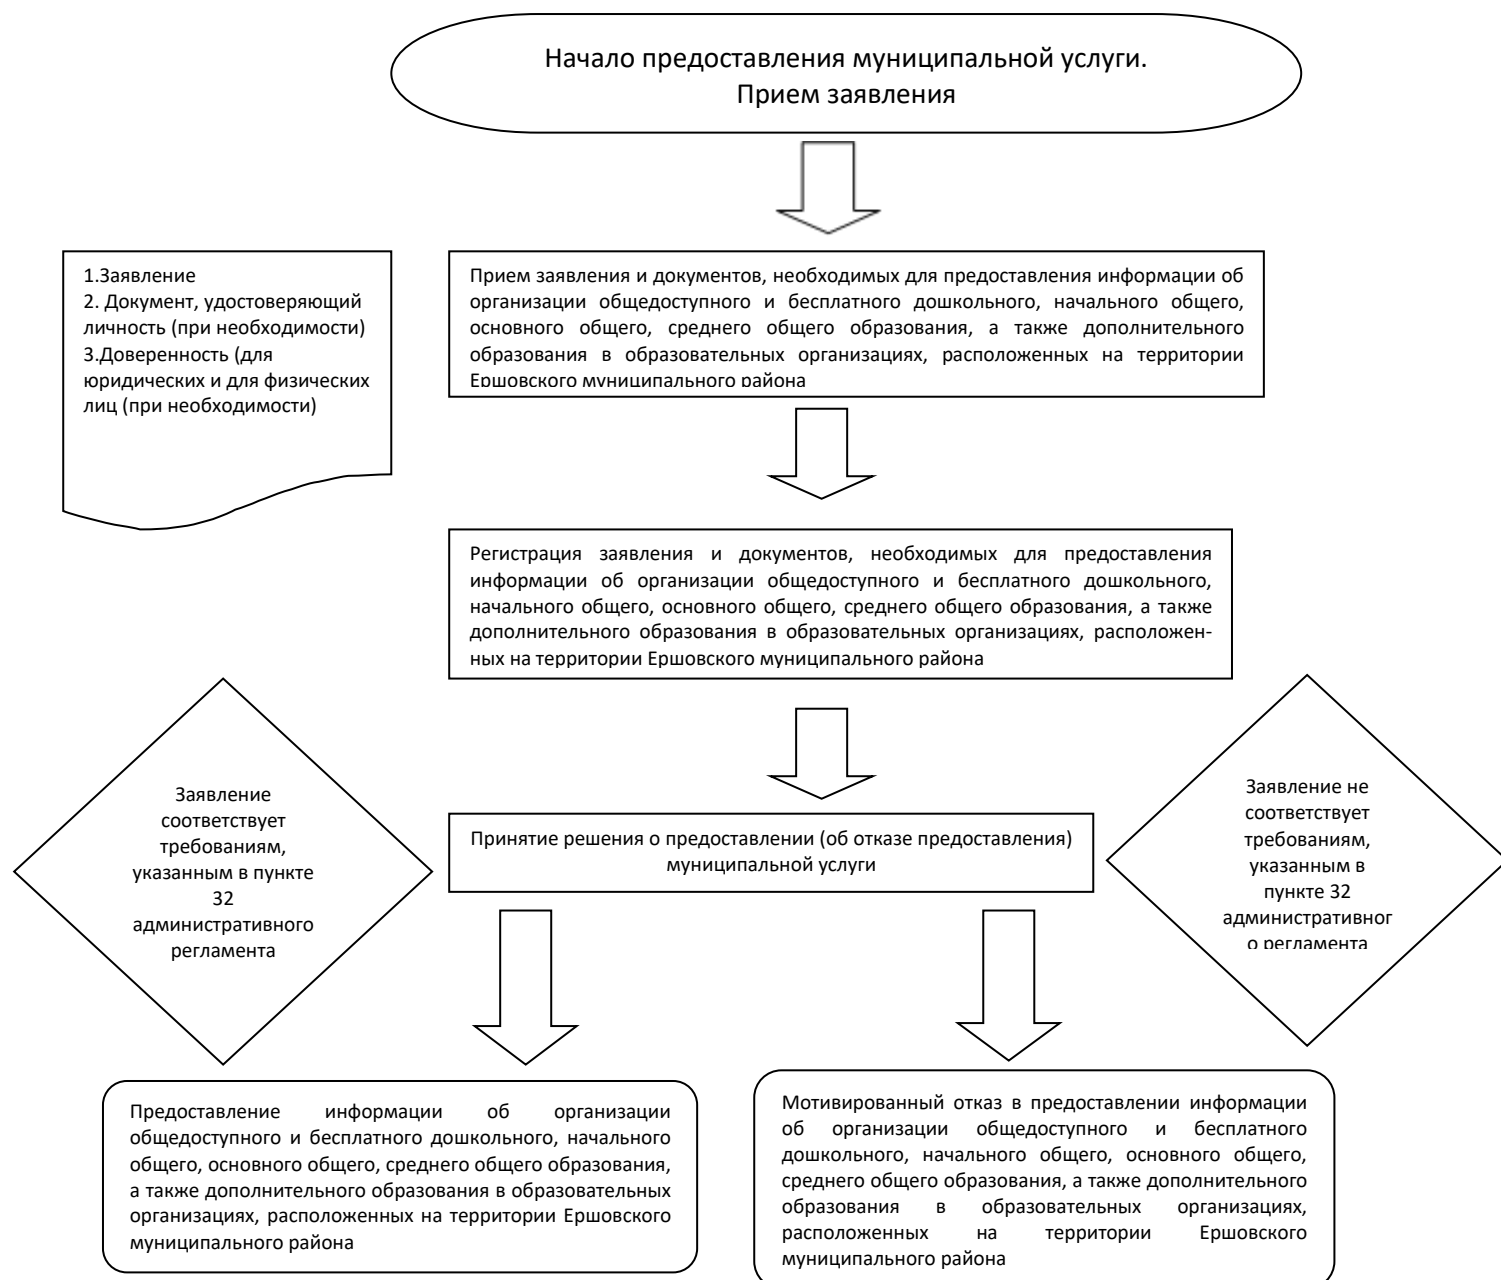 Начало предоставления муниципальной услуги.
Прием заявления
1.Заявление
2. Документ, удостоверяющий
личность (при необходимости)
3.Доверенность (для
юридических и для физических
лиц (при необходимости)
Прием заявления и документов, необходимых для предоставления информации об
организации общедоступного и бесплатного дошкольного, начального общего,
основного общего, среднего общего образования, а также дополнительного
образования в образовательных организациях, расположенных на территории
Ершовского муниципального района
Регистрация заявления и документов, необходимых для предоставления
информации об организации общедоступного и бесплатного дошкольного,
начального общего, основного общего, среднего общего образования, а также
дополнительного образования в образовательных организациях, расположен-
ных на территории Ершовского муниципального района
Заявление
соответствует
требованиям,
указанным в пункте
32
административного
регламента
Принятие решения о предоставлении (об отказе предоставления)
муниципальной услуги
Заявление не
соответствует
требованиям,
указанным в
пункте 32
административног
о регламента
Предоставление информации об организации
общедоступного и бесплатного дошкольного, начального
общего, основного общего, среднего общего образования,
а также дополнительного образования в образовательных
организациях, расположенных на территории Ершовского
муниципального района
Мотивированный отказ в предоставлении информации
об организации общедоступного и бесплатного
дошкольного, начального общего, основного общего,
среднего общего образования, а также дополнительного
образования в образовательных организациях,
расположенных на территории Ершовского
муниципального района